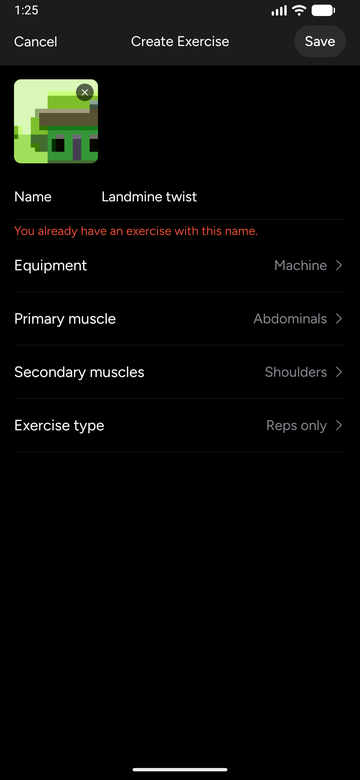 1:25
Cancel
Create Exercise
Save
Name
Landmine twist
You already have an exercise with this name.
Equipment
Machine
Primary muscle
Abdominals
Secondary muscles
Shoulders
Exercise type
Reps only